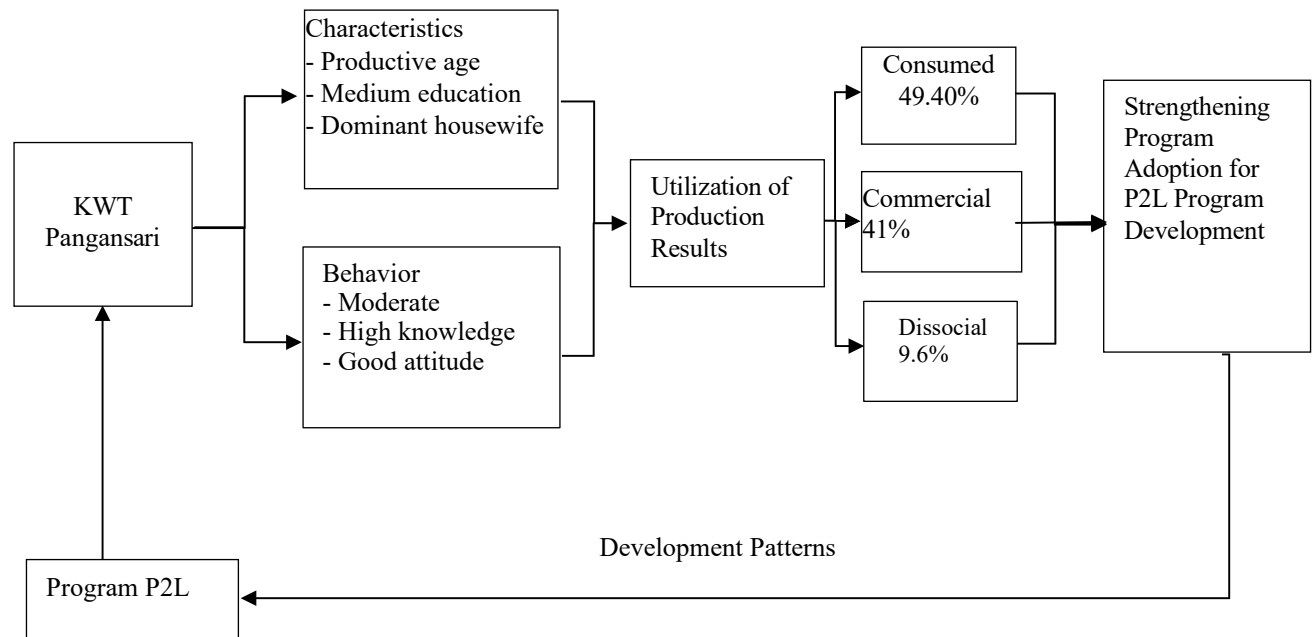 KWT
Pangansari
Characteristics
- Productive age
- Medium education
- Dominant housewife
Behavior
- Moderate
- High knowledge
- Good attitude
Utilization of
Production
Results
Consumed
49.40%
Commercial
41%
Dissocial
9.6%
Strengthening
Program
Adoption for
P2L Program
Development
Development Patterns
Program P2L